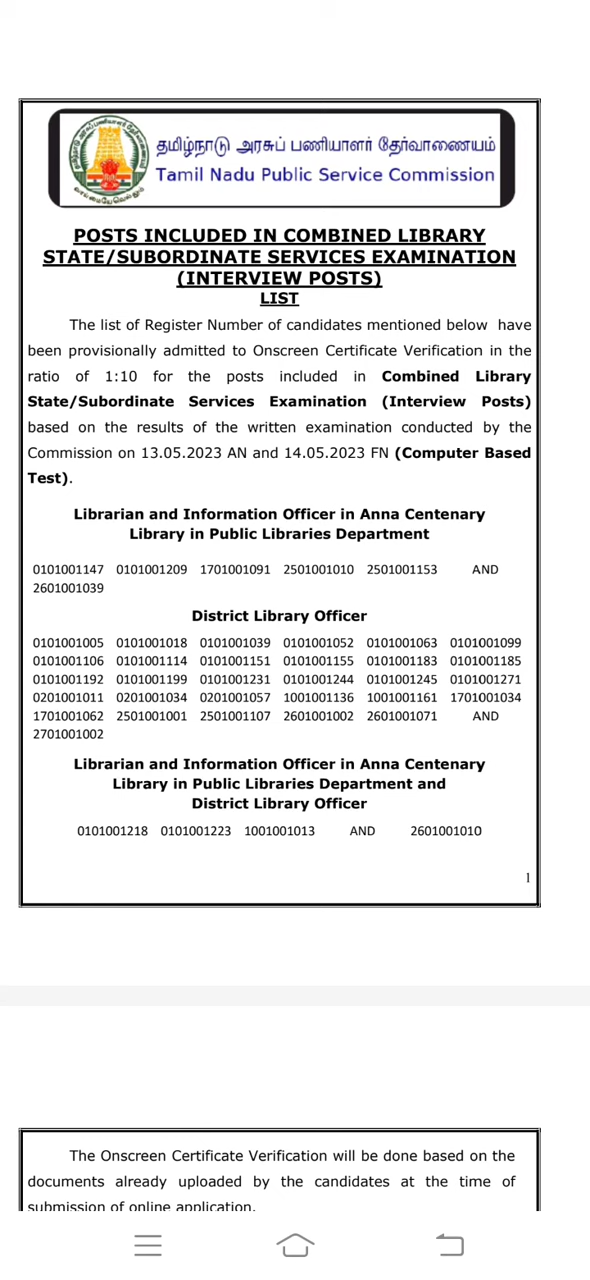 தமிழ்நாடு அரசுப் பணியாளர் தேர்வாணையம்
Tamil Nadu Public Service Commission
POSTS INCLUDED IN COMBINED LIBRARY
STATE/SUBORDINATE SERVICES EXAMINATION
(INTERVIEW POSTS)
LIST
The list of Register Number of candidates mentioned below have
been provisionally admitted to Onscreen Certificate Verification in the
ratio of 1:10 for the posts included in Combined Library
State/Subordinate Services Examination (Interview Posts)
based on the results of the written examination conducted by the
Commission on 13.05.2023 AN and 14.05.2023 FN (Computer Based
Test).
Librarian and Information Officer in Anna Centenary
Library in Public Libraries Department
0101001147 0101001209 1701001091 2501001010 2501001153 AND
2601001039
District Library Officer
0101001005 0101001018 0101001039 0101001052 0101001063 0101001099
0101001106 0101001114 0101001151 0101001155 0101001183 0101001185
0101001192 0101001199 0101001231 0101001244 0101001245 0101001271
0201001011 0201001034 0201001057 1001001136 1001001161 1701001034
1701001062 2501001001 2501001107 2601001002 2601001071 AND
2701001002
Librarian and Information Officer in Anna Centenary
Library in Public Libraries Department and
District Library Officer
0101001218 0101001223 1001001013 AND 2601001010
1
The Onscreen Certificate Verification will be done based on the
documents already uploaded by the candidates at the time of
submission of online application.